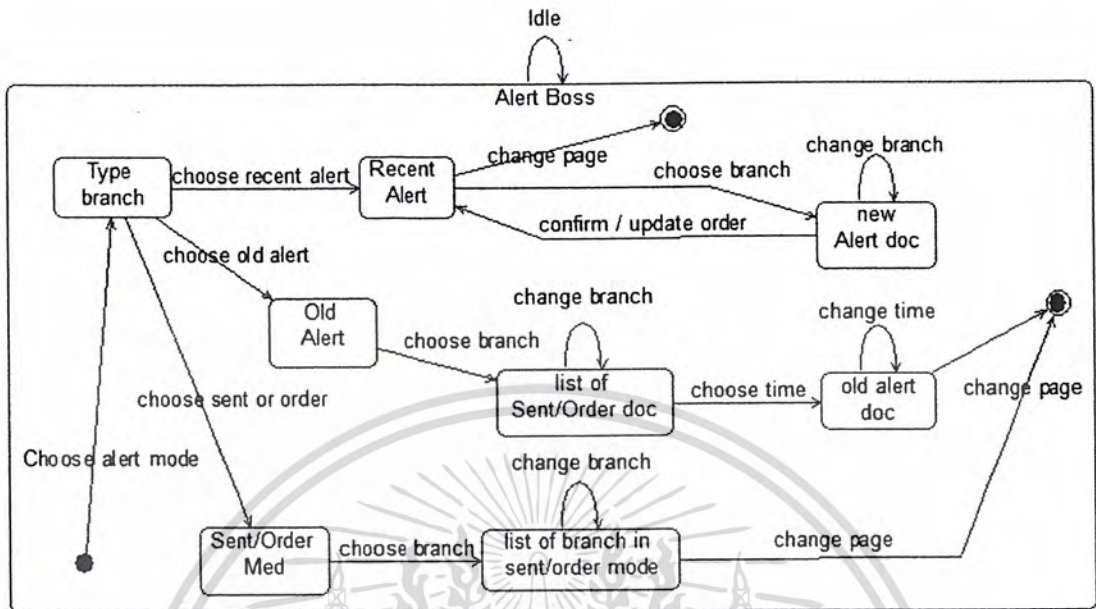 Idle
Alert Boss
change page
change branch
Type
branch
choose recent alert
Recent
Alert
choose branch
new
Alert doc
confirm / update order
choose old alert
Old
Alert
change branch
change time
choose branch
list of
Sent/Order doc
choose time
old alert
doc
change page
choose sent or order
Choose alert mode
change branch
Sent/Order
Med
choose branch
list of branch in
sent/order mode
change page